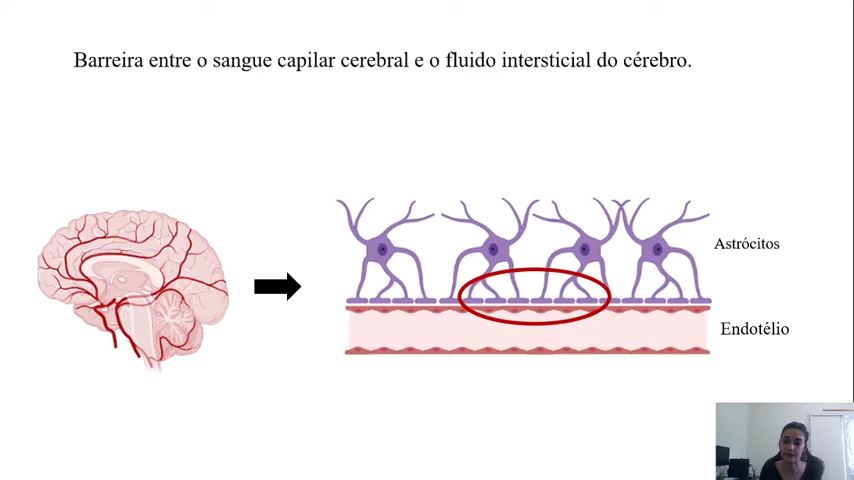 Barreira entre o sangue capilar cerebral e o fluido intersticial do cérebro.
Astrócitos
Endotélio